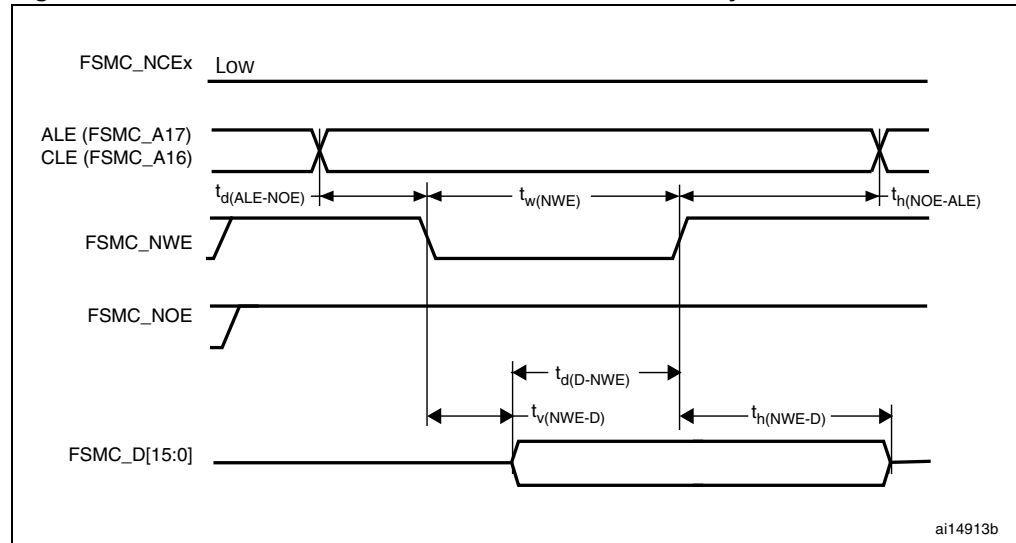 FSMC_NCEx Low
ALE (FSMC_A17)
CLE (FSMC_A16)
td(ALE-NOE) tw(NWE) th(NOE-ALE)
FSMC_NWE
FSMC_NOE
td(D-NWE)
tv(NWE-D) th(NWE-D)
FSMC_D[15:0]
ai14913b